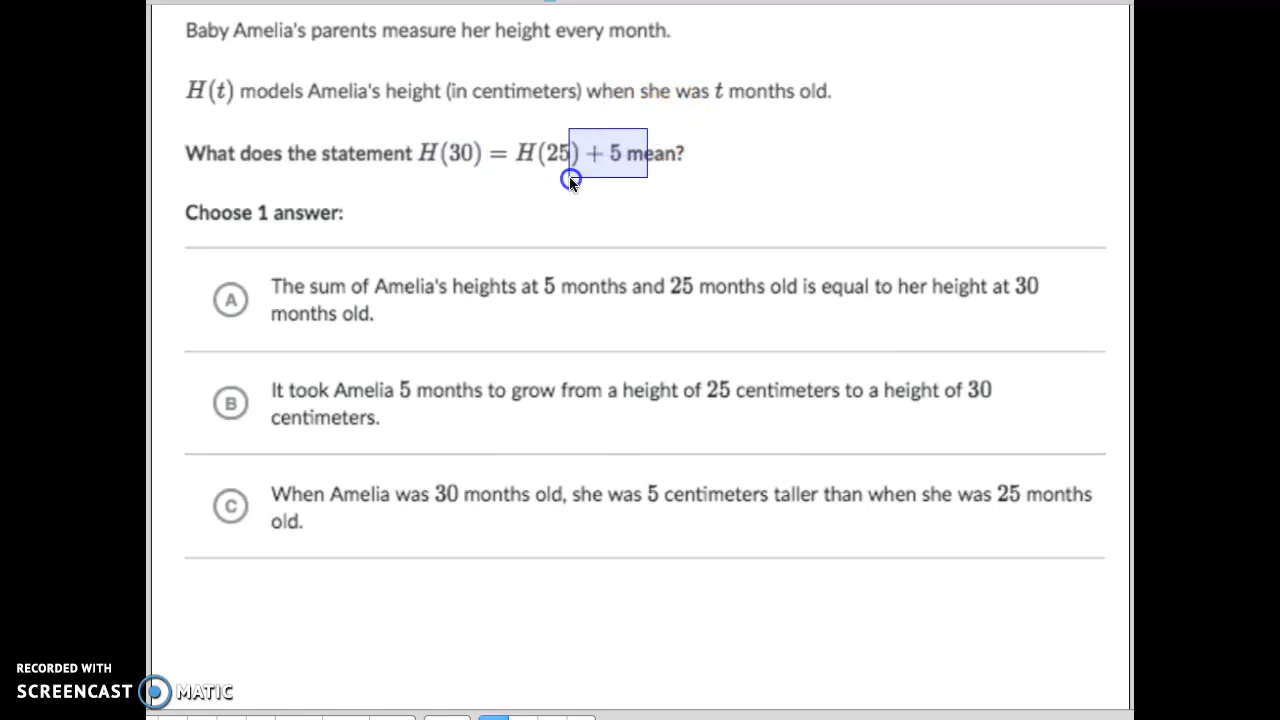 Baby Amelia's parents measure her height every month.
H(t) models Amelia's height (in centimeters) when she was t months old.
What does the statement H(30) = H(25) + 5 mean?
Choose 1 answer:
A
The sum of Amelia's heights at 5 months and 25 months old is equal to her height at 30
months old.
B
It took Amelia 5 months to grow from a height of 25 centimeters to a height of 30
centimeters.
C
When Amelia was 30 months old, she was 5 centimeters taller than when she was 25 months
old.
RECORDED WITH
SCREENCAST MATIC